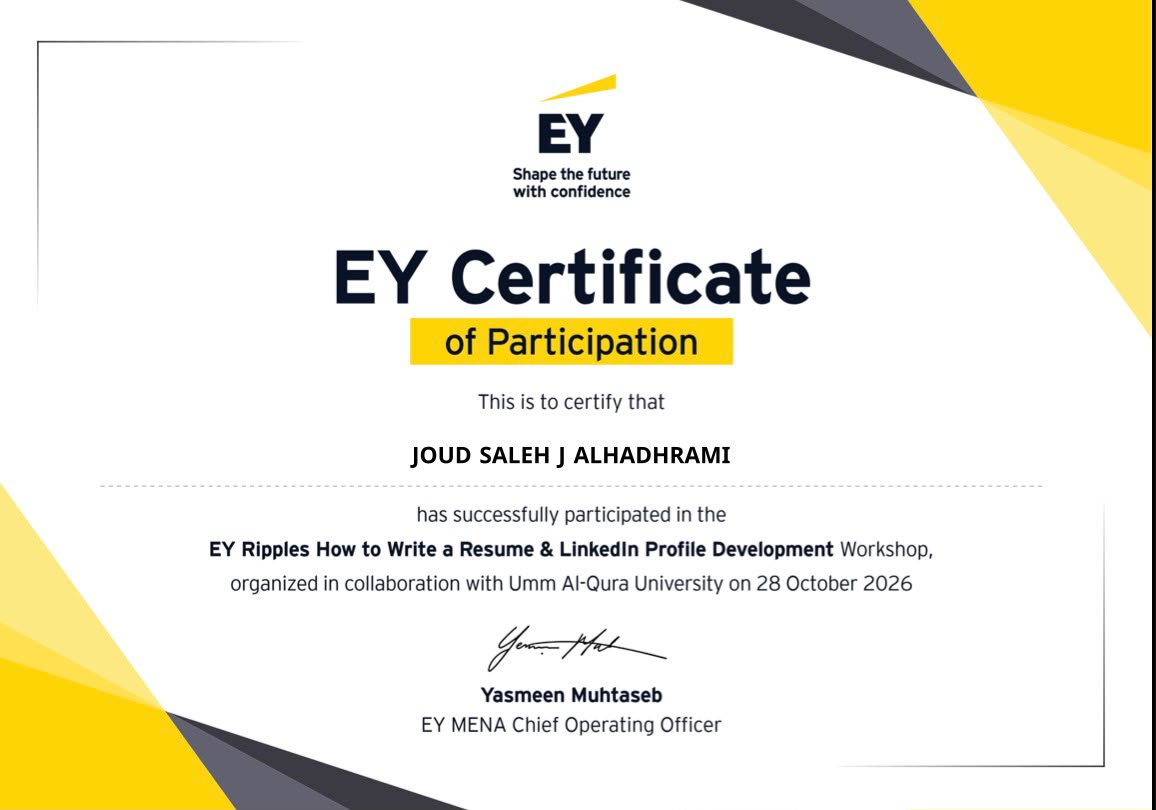 EY
Shape the future
with confidence
EY Certificate
of Participation
This is to certify that
JOUD SALEH J ALHADHRAMI
has successfully participated in the
EY Ripples How to Write a Resume & LinkedIn Profile Development Workshop,
organized in collaboration with Umm Al-Qura University on 28 October 2026
Yasmeen Muhtaseb
EY MENA Chief Operating Officer